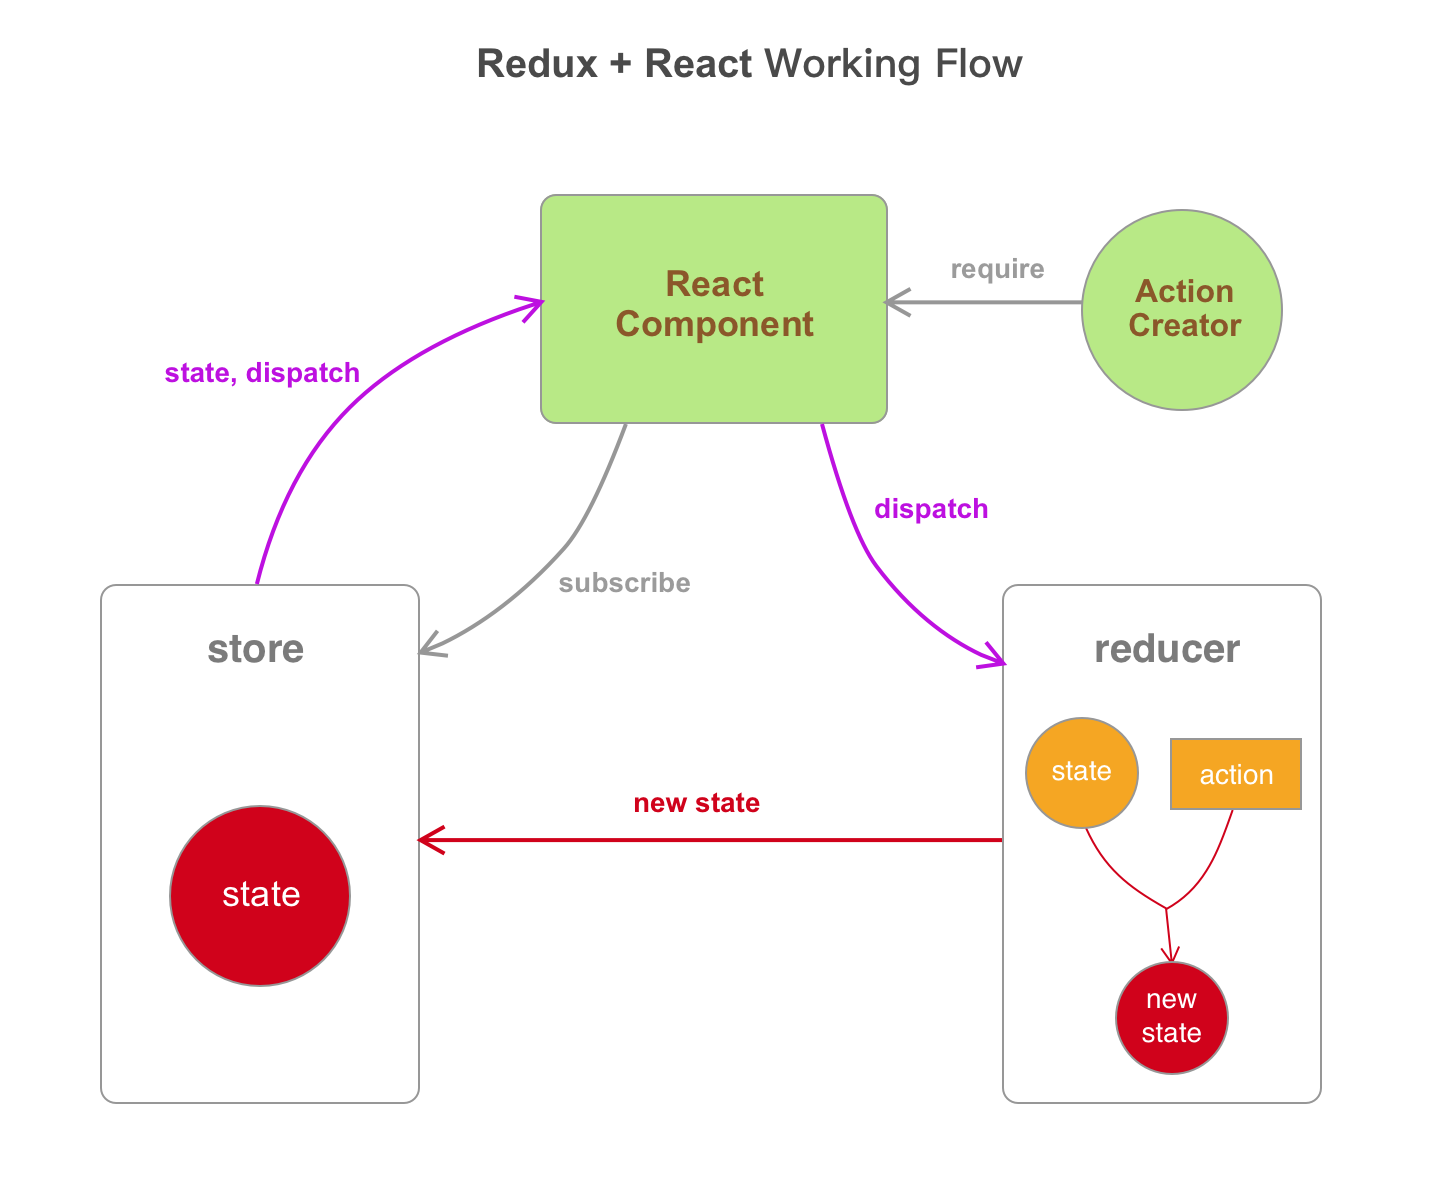 Redux + React Working Flow
React
Component
require
Action
Creator
state, dispatch
dispatch
subscribe
store
reducer
state
action
new state
state
new
state